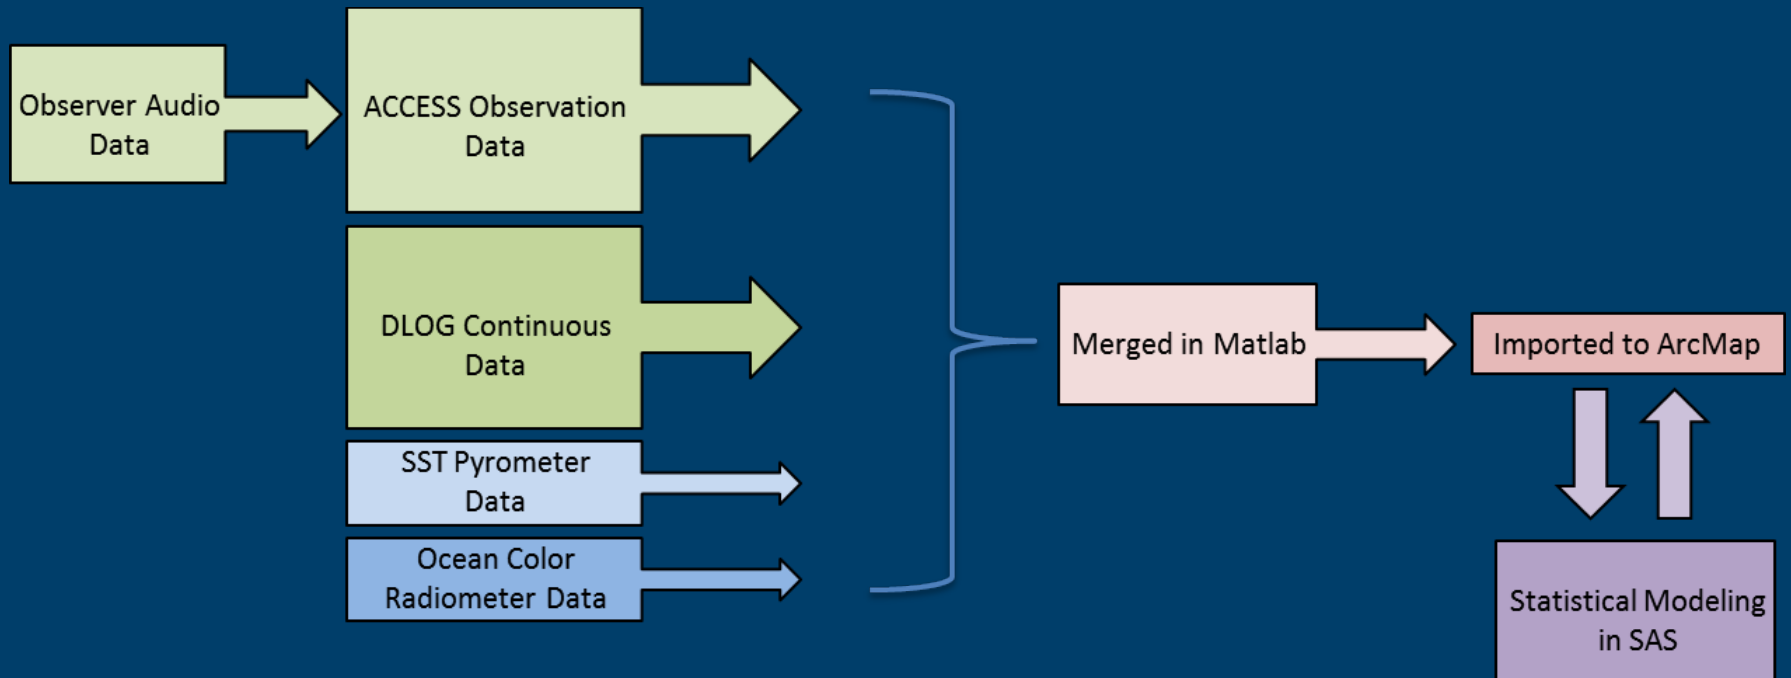 Observer Audio
Data
ACCESS Observation
Data
DLOG Continuous
Data
SST Pyrometer
Data
Ocean Color
Radiometer Data
Merged in Matlab
Imported to ArcMap
Statistical Modeling
in SAS